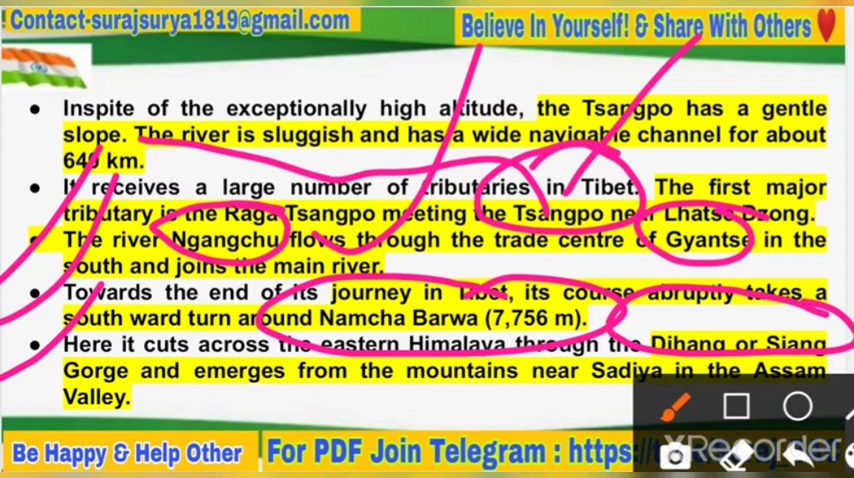 Contact-surajsurya1819@gmail.com
Believe In Yourself! & Share With Others
● Inspite of the exceptionally high altitude, the Tsangpo has a gentle
slope. The river is sluggish and has a wide navigable channel for about
640 km.
● It receives a large number of tributaries in Tibet. The first major
tributary is the Raga Tsangpo meeting the Tsangpo near Lhatse Dzong.
● The river Ngangchu flows through the trade centre of Gyantse in the
south and joins the main river.
● Towards the end of its journey in Tibet, its course abruptly takes a
south ward turn around Namcha Barwa (7,756 m).
● Here it cuts across the eastern Himalaya through the Dihang or Siang
Gorge and emerges from the mountains near Sadiya in the Assam
Valley.
XRecorder
Be Happy & Help Other
For PDF Join Telegram : https: